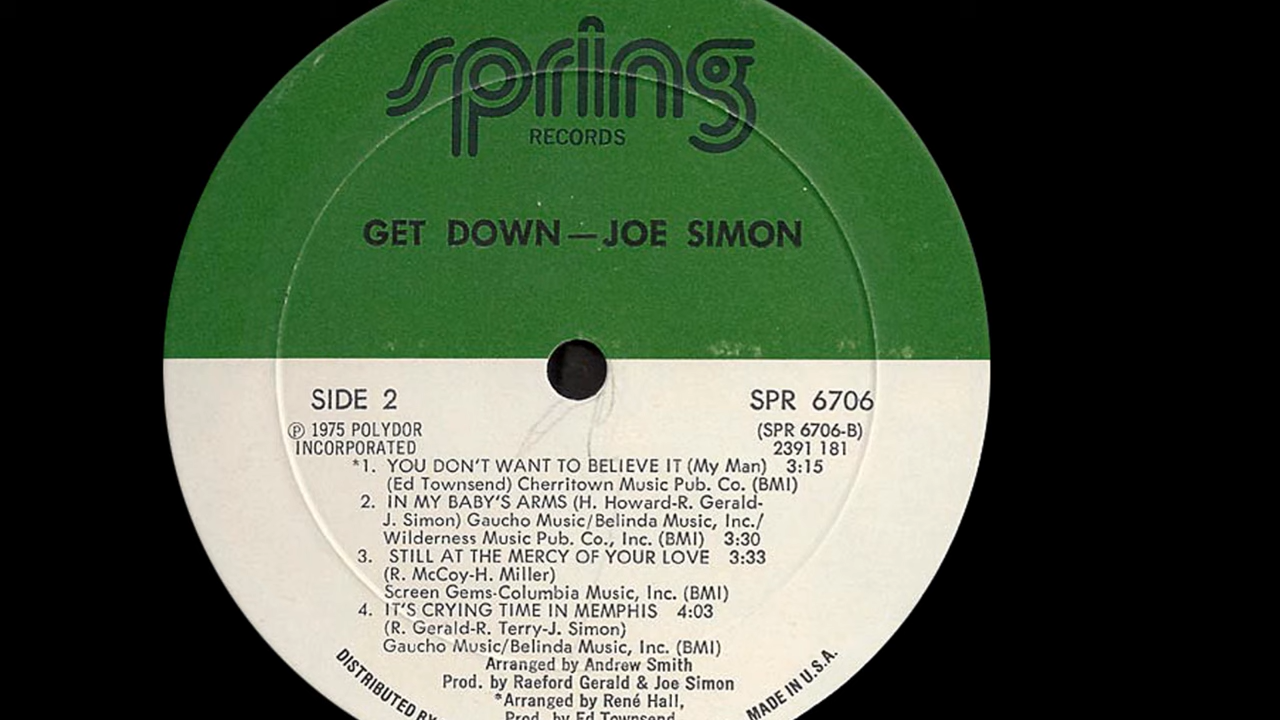 spring
RECORDS
GET DOWN—JOE SIMON
SIDE 2
SPR 6706
Ⓟ 1975 POLYDOR
INCORPORATED
(SPR 6706-B)
2391 181
*1. YOU DON'T WANT TO BELIEVE IT (My Man) 3:15
(Ed Townsend) Cherritown Music Pub. Co. (BMI)
2. IN MY BABY'S ARMS (H. Howard-R. Gerald-
J. Simon) Gaucho Music/Belinda Music, Inc./
Wilderness Music Pub. Co., Inc. (BMI) 3:30
3. STILL AT THE MERCY OF YOUR LOVE 3:33
(R. McCoy-H. Miller)
Screen Gems-Columbia Music, Inc. (BMI)
4. IT'S CRYING TIME IN MEMPHIS 4:03
(R. Gerald-R. Terry-J. Simon)
Gaucho Music/Belinda Music, Inc. (BMI)
Arranged by Andrew Smith
Prod. by Raeford Gerald & Joe Simon
*Arranged by René Hall,
Prod. by Ed Townsend
DISTRIBUTED BY
MADE IN U.S.A.